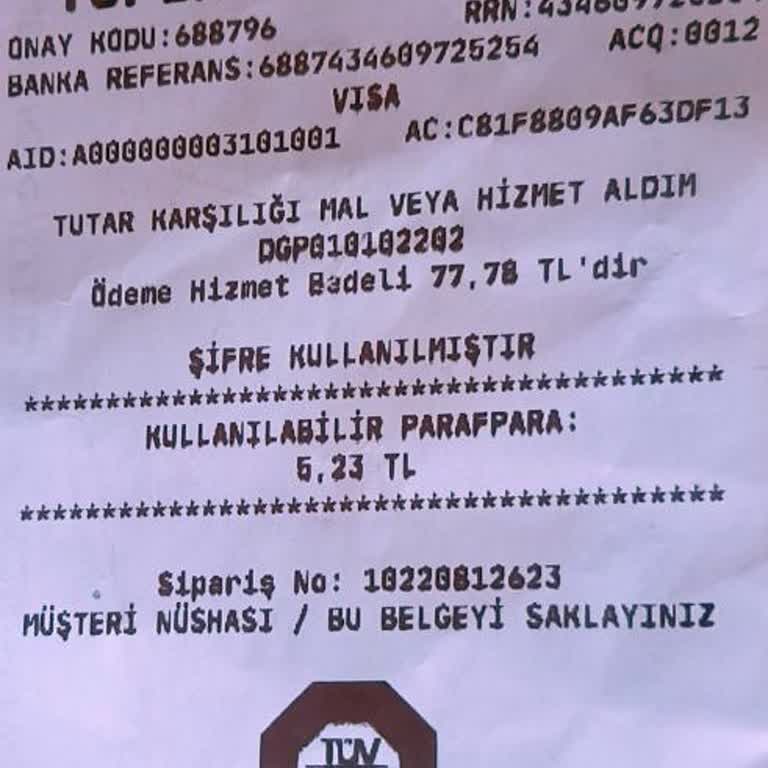 ONAY KODU:688796
BANKA REFERANS:6887434609725254 ACQ:0012
VISA
AID:A0000000031010​01 AC:C81F8809AF63DF13
TUTAR KARŞILIĞI MAL VEYA HİZMET ALDIM
DGP010102202
Ödeme Hizmet Bedeli 77,78 TL'dir
ŞİFRE KULLANILMIŞTIR
***************************************
KULLANILABİLİR PARAFPARA:
5,23 TL
***************************************
Sipariş No: 10220812623
MÜŞTERİ NÜSHASI / BU BELGEYİ SAKLAYINIZ
TÜV